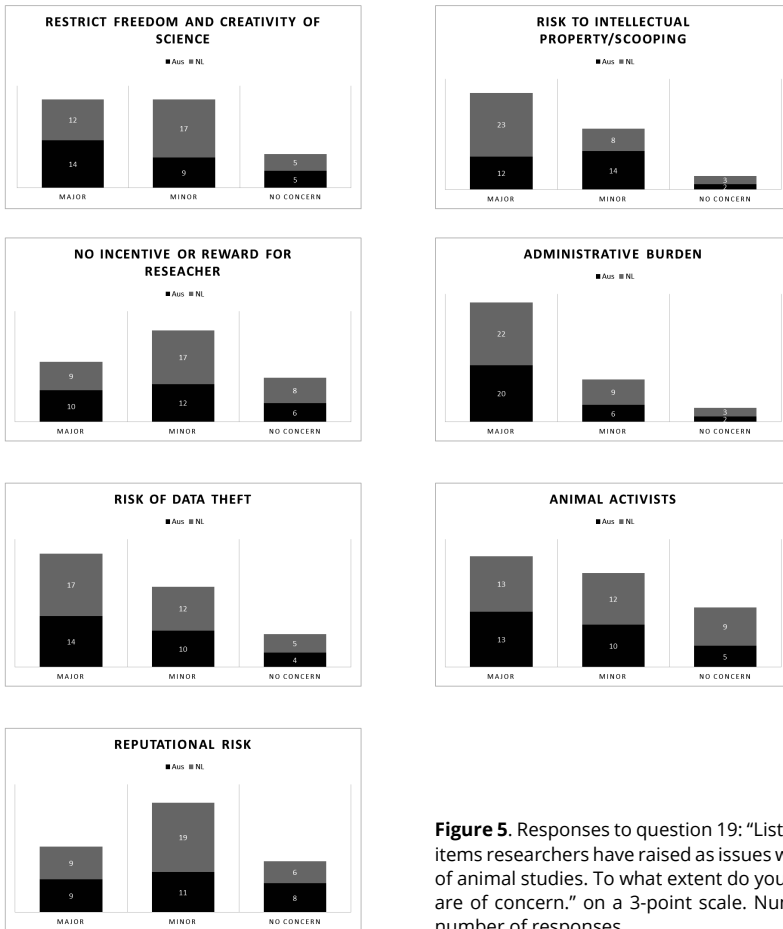 RESTRICT FREEDOM AND CREATIVITY OF
SCIENCE
Aus NL
12
17
5
14
9
5
MAJOR MINOR NO CONCERN
RISK TO INTELLECTUAL
PROPERTY/SCOOPING
Aus NL
23
8
3
12
14
2
MAJOR MINOR NO CONCERN
NO INCENTIVE OR REWARD FOR
RESEACHER
Aus NL
9
17
8
10
12
6
MAJOR MINOR NO CONCERN
ADMINISTRATIVE BURDEN
Aus NL
22
9
3
20
6
2
MAJOR MINOR NO CONCERN
RISK OF DATA THEFT
Aus NL
17
12
5
14
10
4
MAJOR MINOR NO CONCERN
ANIMAL ACTIVISTS
Aus NL
13
12
9
13
10
5
MAJOR MINOR NO CONCERN
REPUTATIONAL RISK
Aus NL
9
19
6
9
11
8
MAJOR MINOR NO CONCERN
Figure 5. Responses to question 19: “List
items researchers have raised as issues
of animal studies. To what extent do you
are of concern.” on a 3-point scale.
number of responses